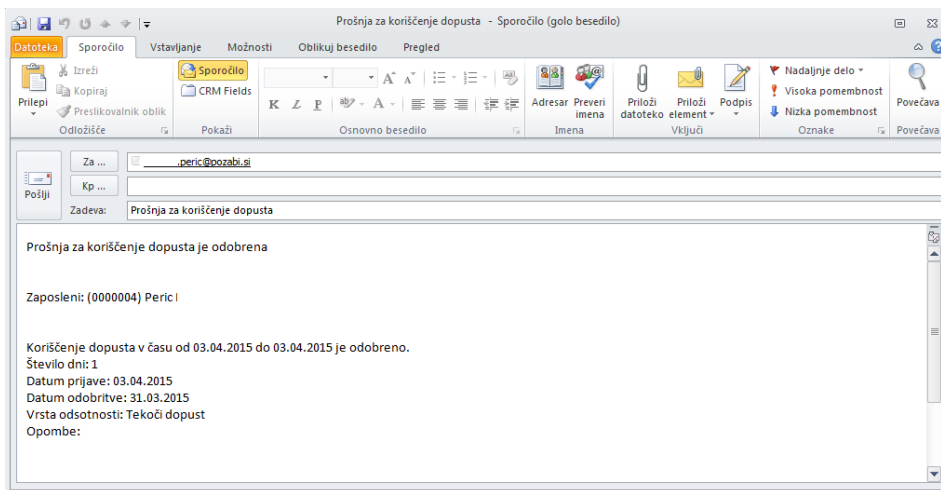 Prošnja za koriščenje dopusta - Sporočilo (golo besedilo)
Datoteka Sporočilo Vstavljanje Možnosti Oblikuj besedilo Pregled
Prilepi
Izreži
Kopiraj
Preslikovalnik oblik
Odložišče
Sporočilo
CRM Fields
Pokaži
K L P
Osnovno besedilo
Adresar
Preveri imena
Imena
Priloži datoteko
Priloži element
Podpis
Vključi
Nadaljnje delo
Visoka pomembnost
Nizka pomembnost
Oznake
Povečava
Povečava
Pošlji
Za ... .peric@pozabi.si
Kp ...
Zadeva: Prošnja za koriščenje dopusta
Prošnja za koriščenje dopusta je odobrena
Zaposleni: (0000004) Peric
Koriščenje dopusta v času od 03.04.2015 do 03.04.2015 je odobreno.
Število dni: 1
Datum prijave: 03.04.2015
Datum odobritve: 31.03.2015
Vrsta odsotnosti: Tekoči dopust
Opombe: